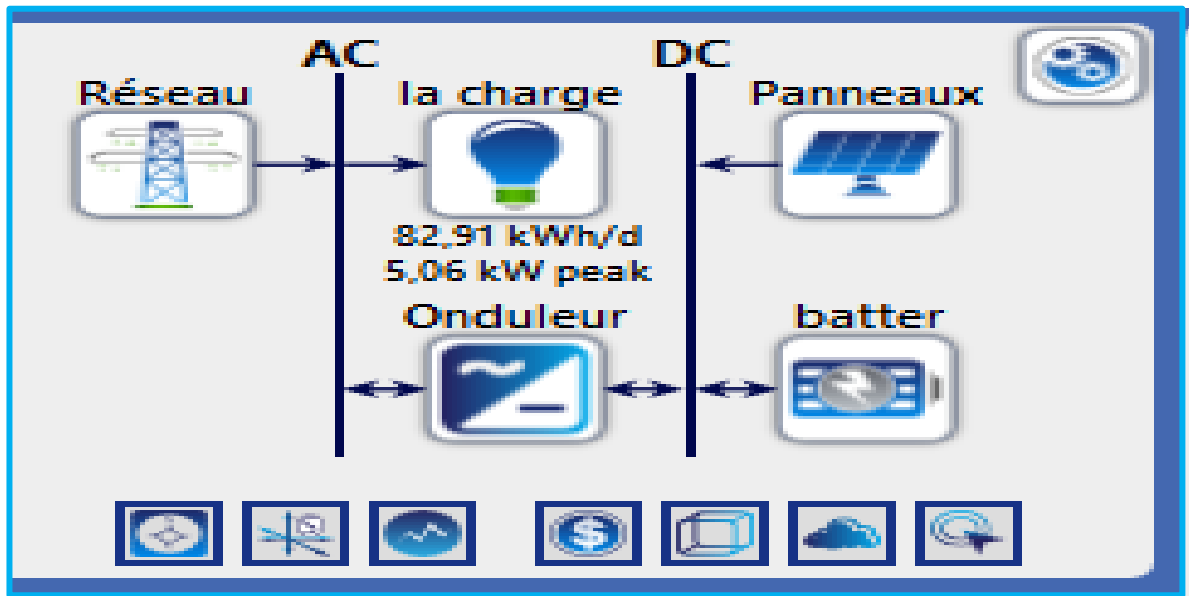 AC
DC
Réseau
la charge
Panneaux
82,91 kWh/d
5,06 kW peak
Onduleur
batter